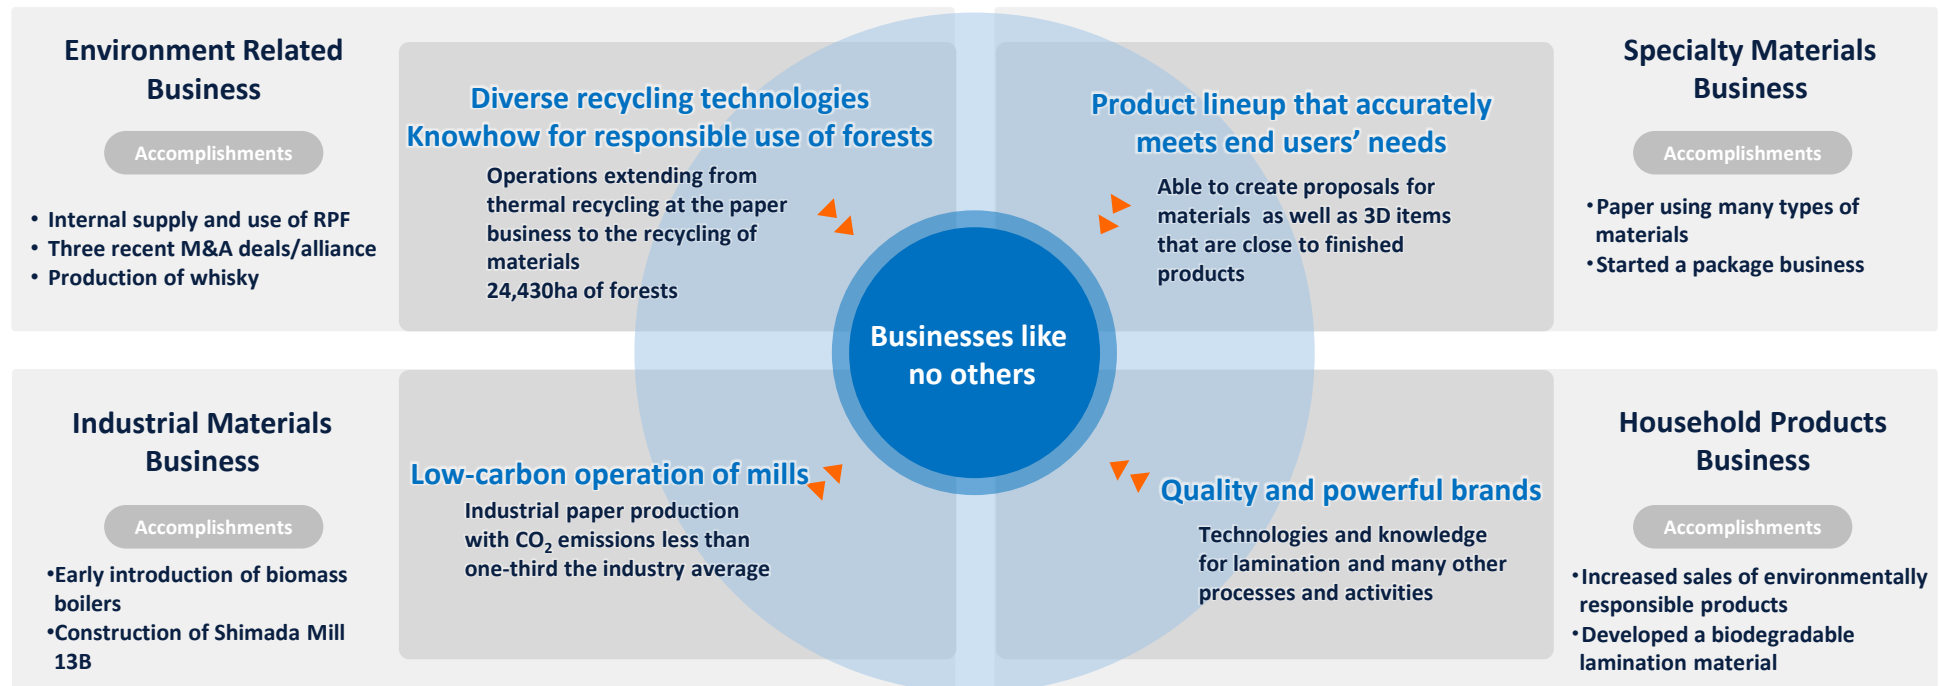 Environment Related
Business
Accomplishments
• Internal supply and use of RPF
• Three recent M&A deals/alliance
• Production of whisky
Diverse recycling technologies
Knowhow for responsible use of forests
Operations extending from
thermal recycling at the paper
business to the recycling of
materials
24,430ha of forests
Product lineup that accurately
meets end users’ needs
Able to create proposals for
materials as well as 3D items
that are close to finished
products
Specialty Materials
Business
Accomplishments
•Paper using many types of
materials
•Started a package business
Businesses like
no others
Industrial Materials
Business
Accomplishments
•Early introduction of biomass
boilers
•Construction of Shimada Mill
13B
Low-carbon operation of mills
Industrial paper production
with CO₂ emissions less than
one-third the industry average
Quality and powerful brands
Technologies and knowledge
for lamination and many other
processes and activities
Household Products
Business
Accomplishments
•Increased sales of environmentally
responsible products
•Developed a biodegradable
lamination material